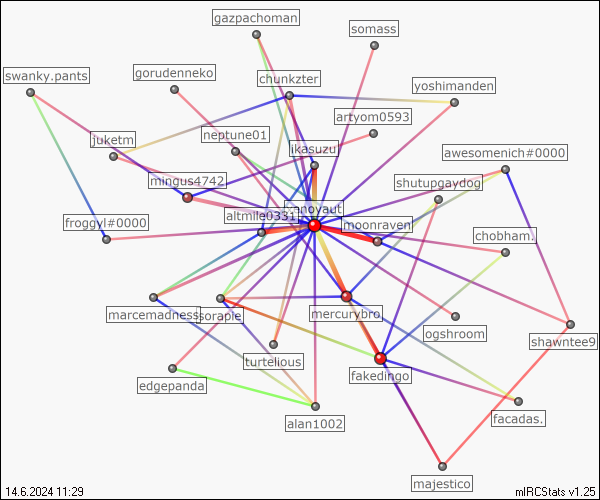 gazpachoman
somass
swanky.pants
gorudenneko
chunkzter
yoshimanden
artyom0593
juketm
neptune01
ikasuzu
awesomenich#0000
mingus4742
shutupgaydog
froggyl#0000
altmile0331
moonraven
chobham.
marcemadness
mercurybro
ogshroom
shawntee9
turtelious
fakedingo
edgepanda
alan1002
facadas.
majestico
14.6.2024 11:29
mIRCStats v1.25